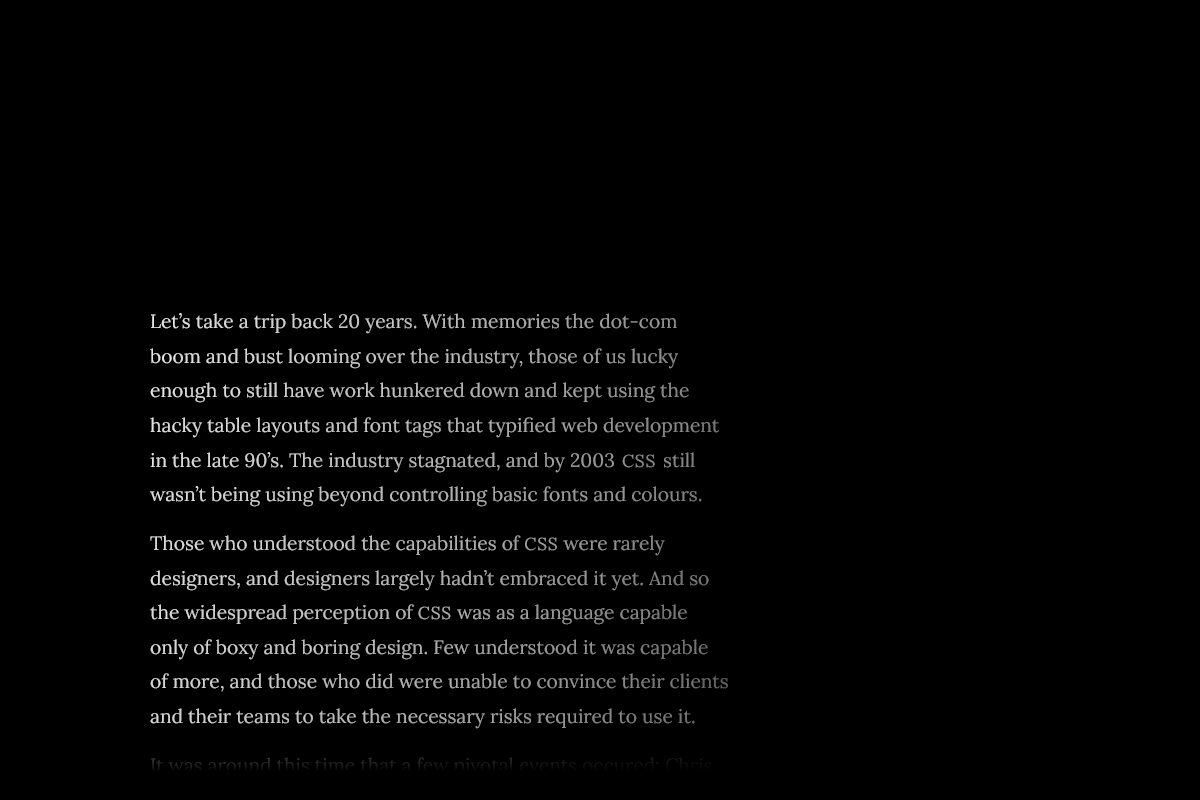 Let’s take a trip back 20 years. With memories the dot-com
boom and bust looming over the industry, those of us lucky
enough to still have work hunkered down and kept using the
hacky table layouts and font tags that typified web development
in the late 90’s. The industry stagnated, and by 2003 CSS still
wasn’t being using beyond controlling basic fonts and colours.
Those who understood the capabilities of CSS were rarely
designers, and designers largely hadn’t embraced it yet. And so
the widespread perception of CSS was as a language capable
only of boxy and boring design. Few understood it was capable
of more, and those who did were unable to convince their clients
and their teams to take the necessary risks required to use it.
It was around this time that a few pivotal events occured: Chris